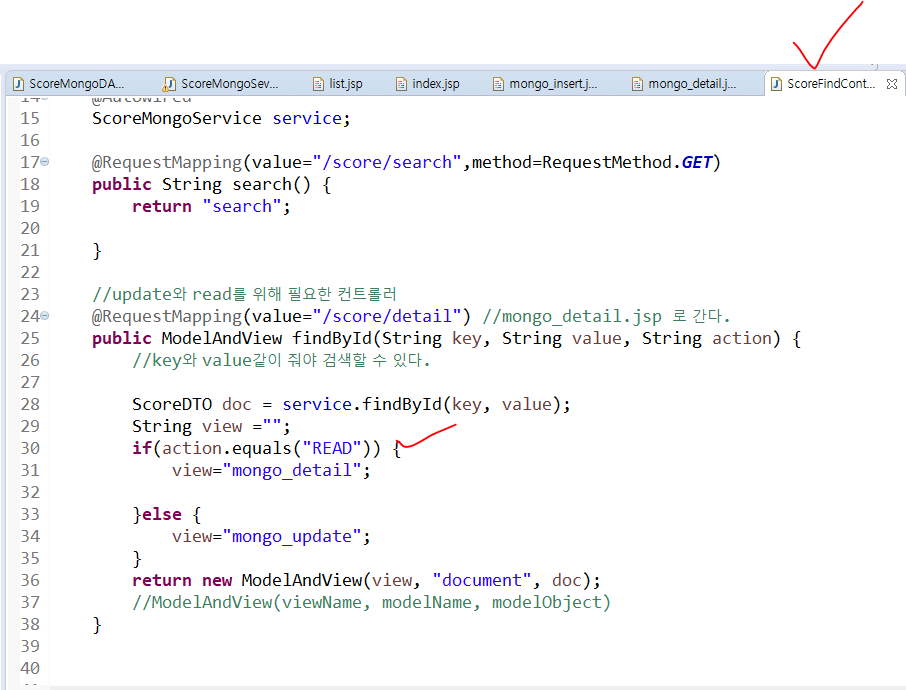 ScoreMongoDA... ScoreMongoSev... list.jsp index.jsp mongo_insert.j... mongo_detail.j... ScoreFindCont...
14 @Autowired
15 ScoreMongoService service;
16
17 @RequestMapping(value="/score/search",method=RequestMethod.GET)
18 public String search() {
19 return "search";
20
21 }
22
23 //update와 read를 위해 필요한 컨트롤러
24 @RequestMapping(value="/score/detail") //mongo_detail.jsp 로 간다.
25 public ModelAndView findById(String key, String value, String action) {
26 //key와 value같이 줘야 검색할 수 있다.
27
28 ScoreDTO doc = service.findById(key, value);
29 String view ="";
30 if(action.equals("READ")) {
31 view="mongo_detail";
32
33 }else {
34 view="mongo_update";
35 }
36 return new ModelAndView(view, "document", doc);
37 //ModelAndView(viewName, modelName, modelObject)
38 }
39
40